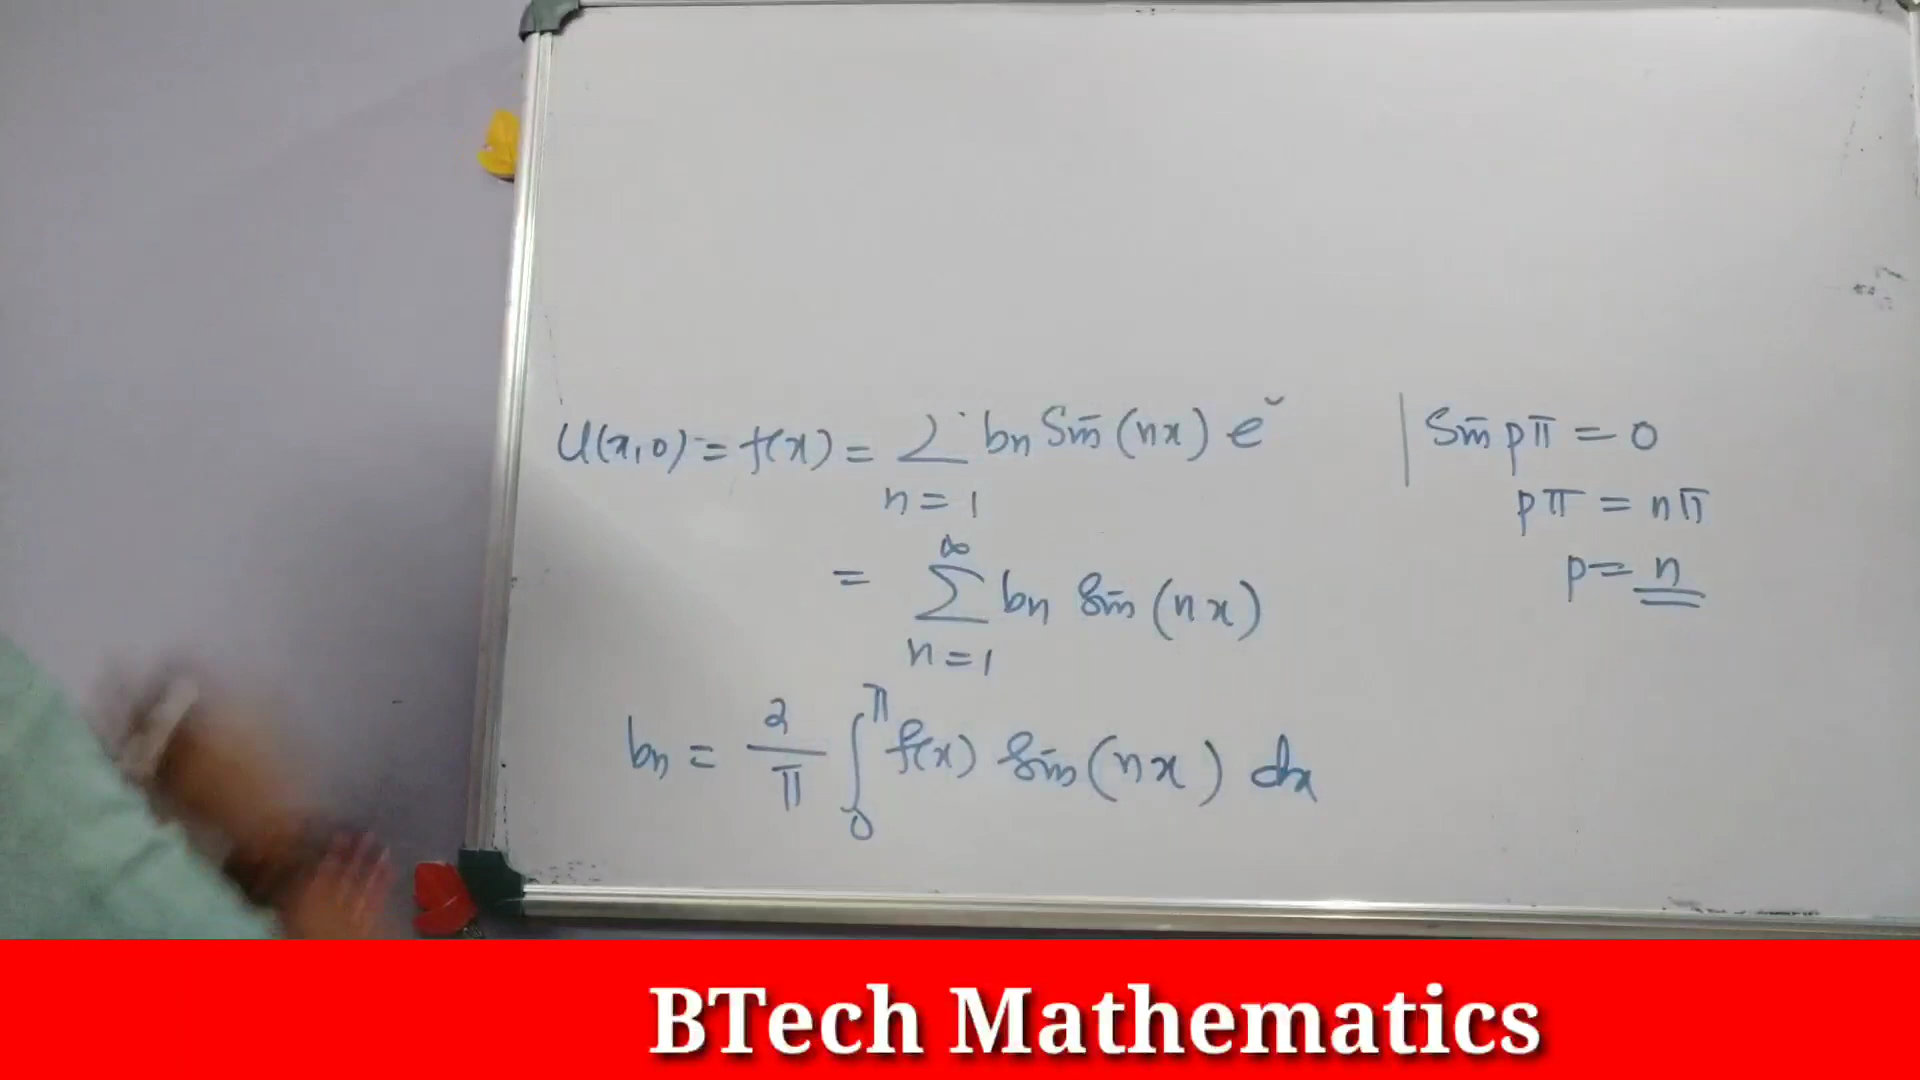 U(x,0) = f(x) = ∑ bn Sin (nx) e
n = 1
= ∑ bn Sin (nx)
∞
n = 1
bn = 2/π ∫₀^π f(x) Sin (nx) dx
Sin pπ = 0
pπ = nπ
p = n
BTech Mathematics